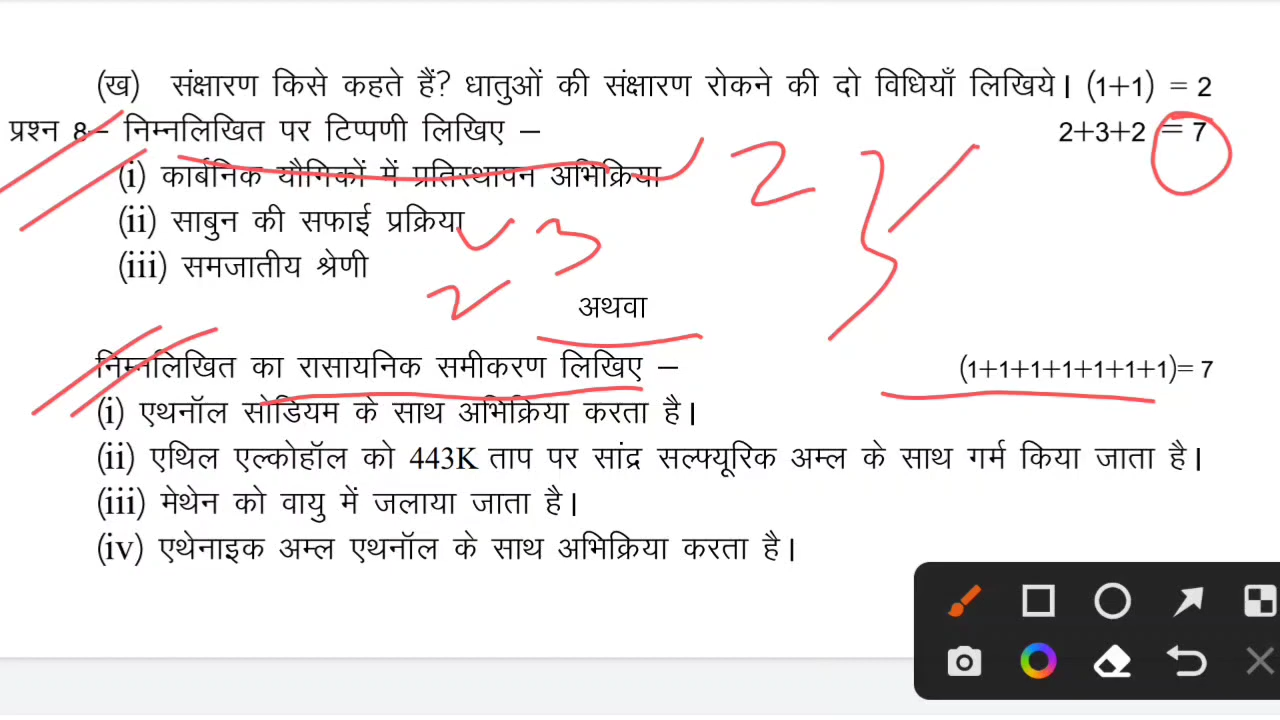 (ख) संक्षारण किसे कहते हैं? धातुओं की संक्षारण रोकने की दो विधियाँ लिखिये। (1+1) = 2
प्रश्न 8– निम्नलिखित पर टिप्पणी लिखिए – 2+3+2 = 7
(i) कार्बनिक यौगिकों में प्रतिस्थापन अभिक्रिया 2
(ii) साबुन की सफाई प्रक्रिया 3
(iii) समजातीय श्रेणी
2
अथवा
निम्नलिखित का रासायनिक समीकरण लिखिए – (1+1+1+1+1+1+1)= 7
(i) एथनॉल सोडियम के साथ अभिक्रिया करता है।
(ii) एथिल एल्कोहॉल को 443K ताप पर सांद्र सल्फ्यूरिक अम्ल के साथ गर्म किया जाता है।
(iii) मेथेन को वायु में जलाया जाता है।
(iv) एथेनाइक अम्ल एथनॉल के साथ अभिक्रिया करता है।